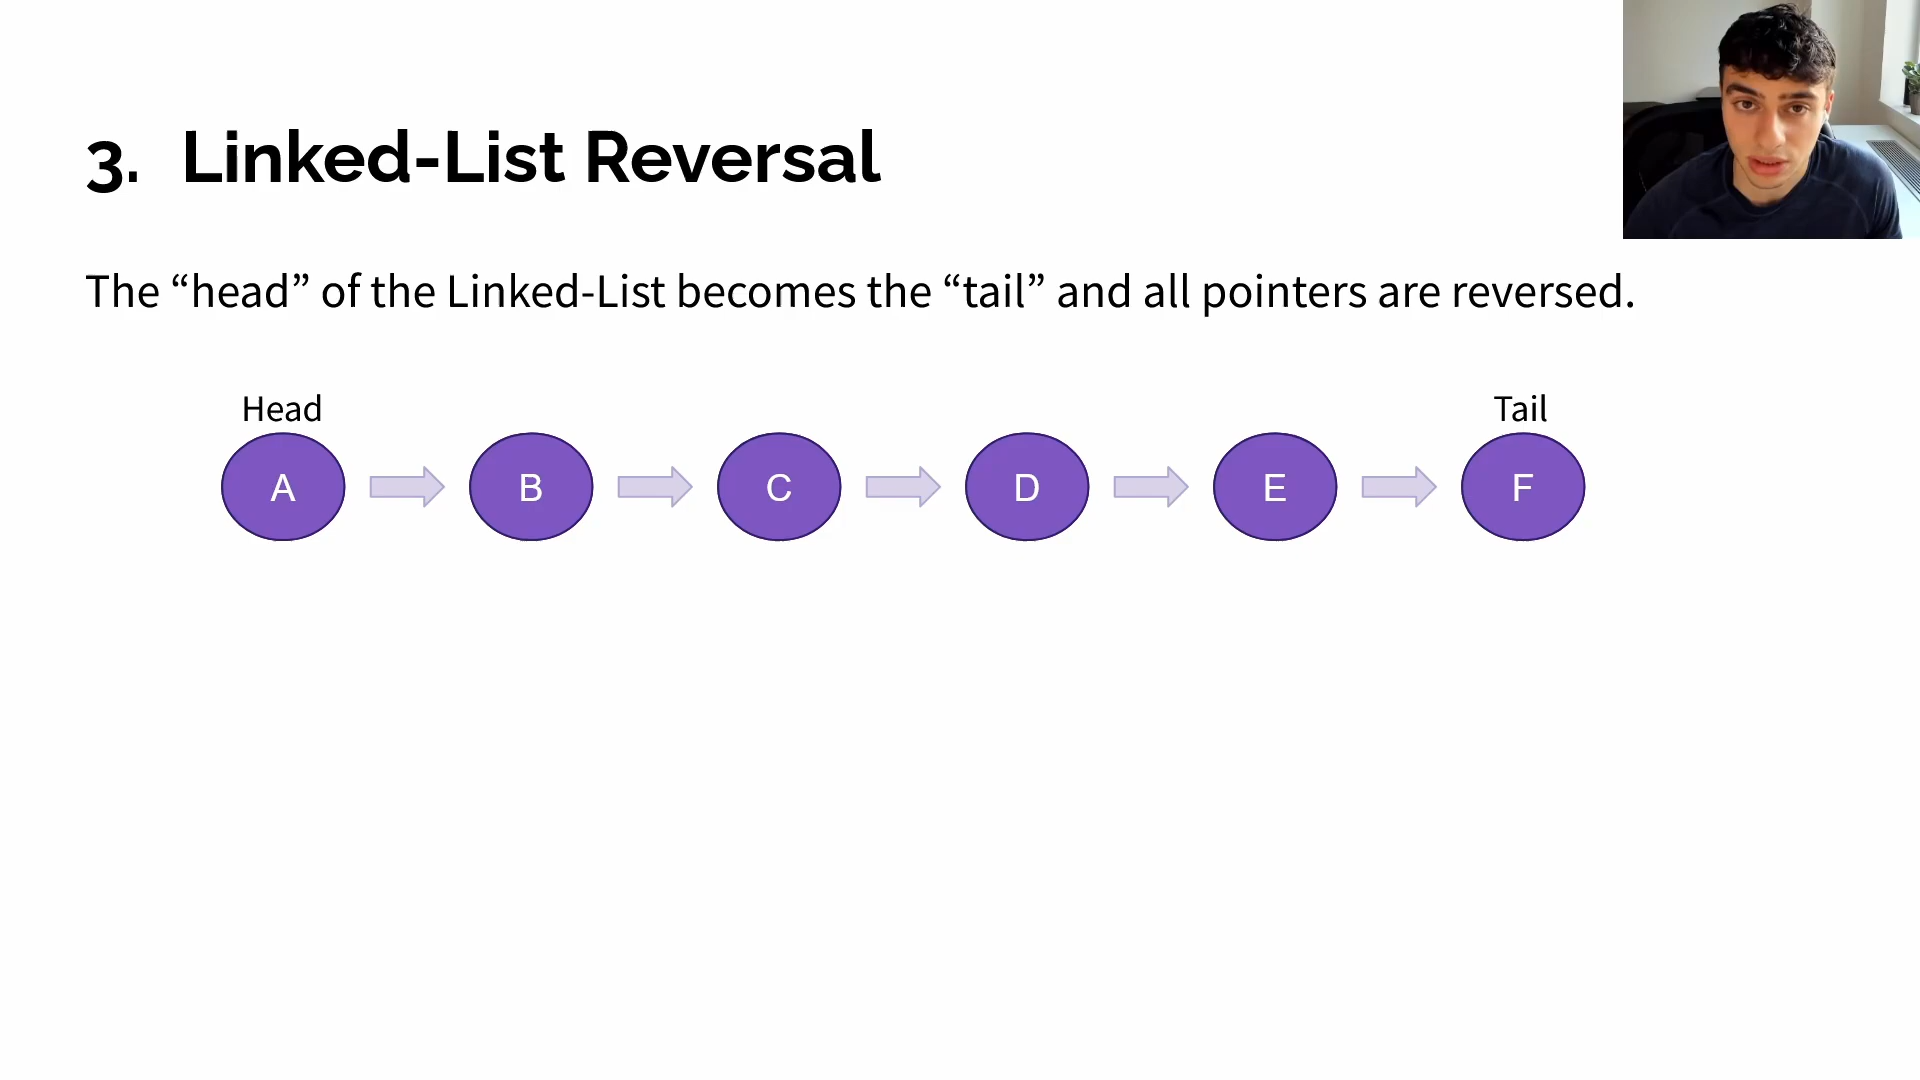 3. Linked-List Reversal
The “head” of the Linked-List becomes the “tail” and all pointers are reversed.
Head Tail
A B C D E F